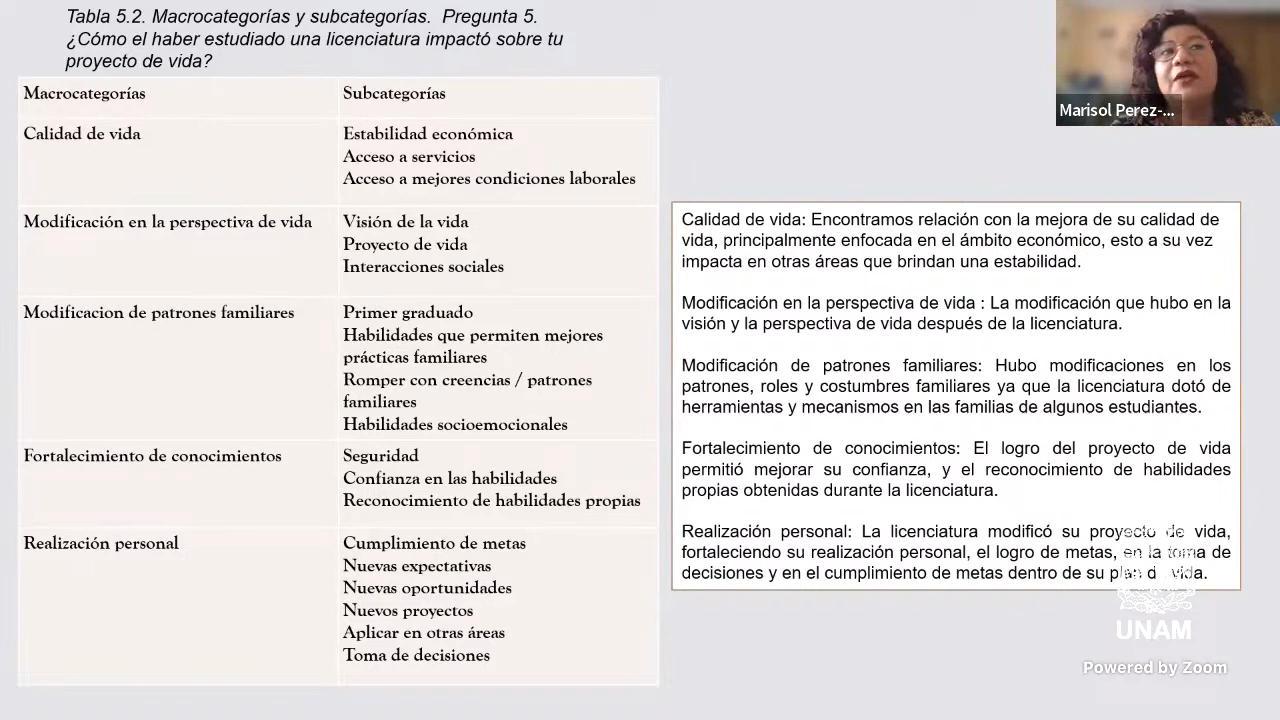 Tabla 5.2. Macrocategorías y subcategorías.  Pregunta 5.
¿Cómo el haber estudiado una licenciatura impactó sobre tu
proyecto de vida?
Macrocategorías
Subcategorías
Calidad de vida
Estabilidad económica
Acceso a servicios
Acceso a mejores condiciones laborales
Modificación en la perspectiva de vida
Visión de la vida
Proyecto de vida
Interacciones sociales
Modificacion de patrones familiares
Primer graduado
Habilidades que permiten mejores
prácticas familiares
Romper con creencias / patrones
familiares
Habilidades socioemocionales
Fortalecimiento de conocimientos
Seguridad
Confianza en las habilidades
Reconocimiento de habilidades propias
Realización personal
Cumplimiento de metas
Nuevas expectativas
Nuevas oportunidades
Nuevos proyectos
Aplicar en otras áreas
Toma de decisiones
Marisol Perez-...
Calidad de vida: Encontramos relación con la mejora de su calidad de
vida, principalmente enfocada en el ámbito económico, esto a su vez
impacta en otras áreas que brindan una estabilidad.
Modificación en la perspectiva de vida : La modificación que hubo en la
visión y la perspectiva de vida después de la licenciatura.
Modificación de patrones familiares: Hubo modificaciones en los
patrones, roles y costumbres familiares ya que la licenciatura dotó de
herramientas y mecanismos en las familias de algunos estudiantes.
Fortalecimiento de conocimientos: El logro del proyecto de vida
permitió mejorar su confianza, y el reconocimiento de habilidades
propias obtenidas durante la licenciatura.
Realización personal: La licenciatura modificó su proyecto de vida,
fortaleciendo su realización personal, el logro de metas, en la toma de
decisiones y en el cumplimiento de metas dentro de su plan de vida.
UNAM
Powered by Zoom